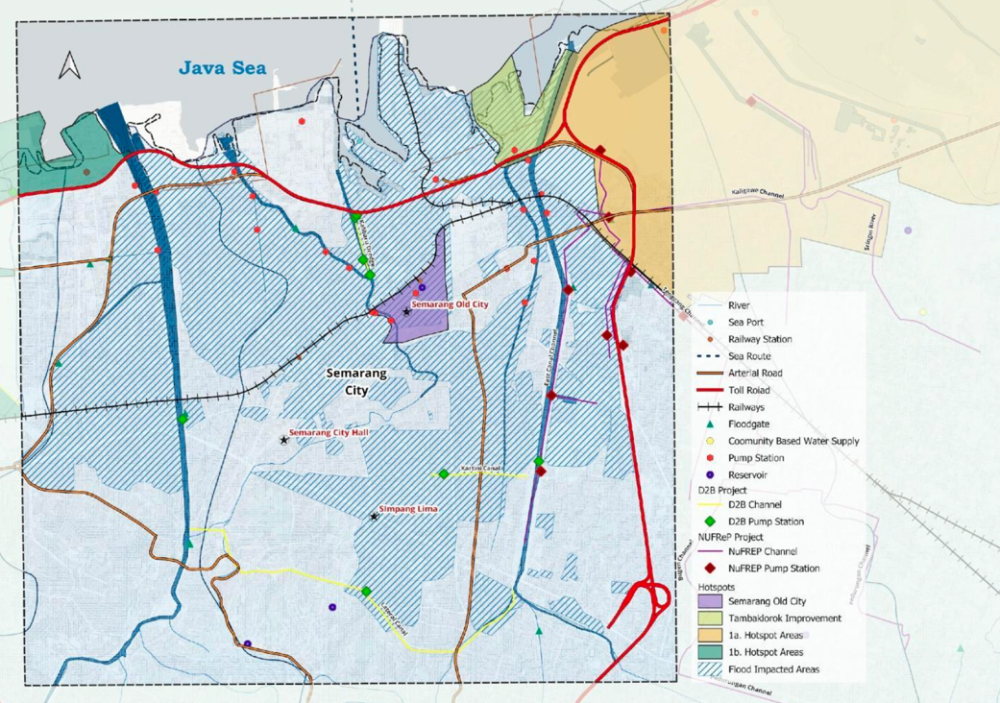 Java Sea
Kaligawe Channel
Sringin River
Semarang Old City
Semarang
City
East Canal Channel
Semarang City Hall
Kartini Canal
Simpang Lima
Lateral Canal
River
Sea Port
Railway Station
Sea Route
Arterial Road
Toll Roiad
Railways
Floodgate
Coomunity Based Water Supply
Pump Station
Reservoir
D2B Project
D2B Channel
D2B Pump Station
NUFReP Project
NuFREP Channel
NuFREP Pump Station
Hotspots
Semarang Old City
Tambaklorok Improvement
1a. Hotspot Areas
1b. Hotspot Areas
Flood Impacted Areas
Channel